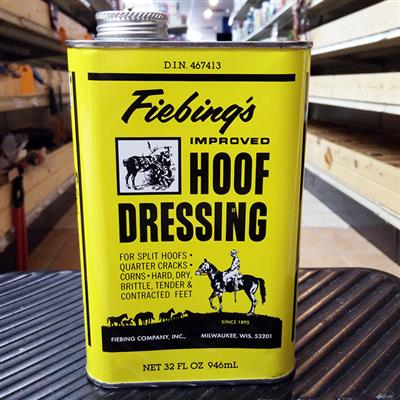 D.I.N. 467413
Fiebing's
IMPROVED
HOOF
DRESSING
FOR SPLIT HOOFS •
QUARTER CRACKS •
CORNS • HARD, DRY,
BRITTLE, TENDER &
CONTRACTED FEET
SINCE 1895
FIEBING COMPANY, INC., MILWAUKEE, WIS. 53201
NET 32 FL OZ 946mL